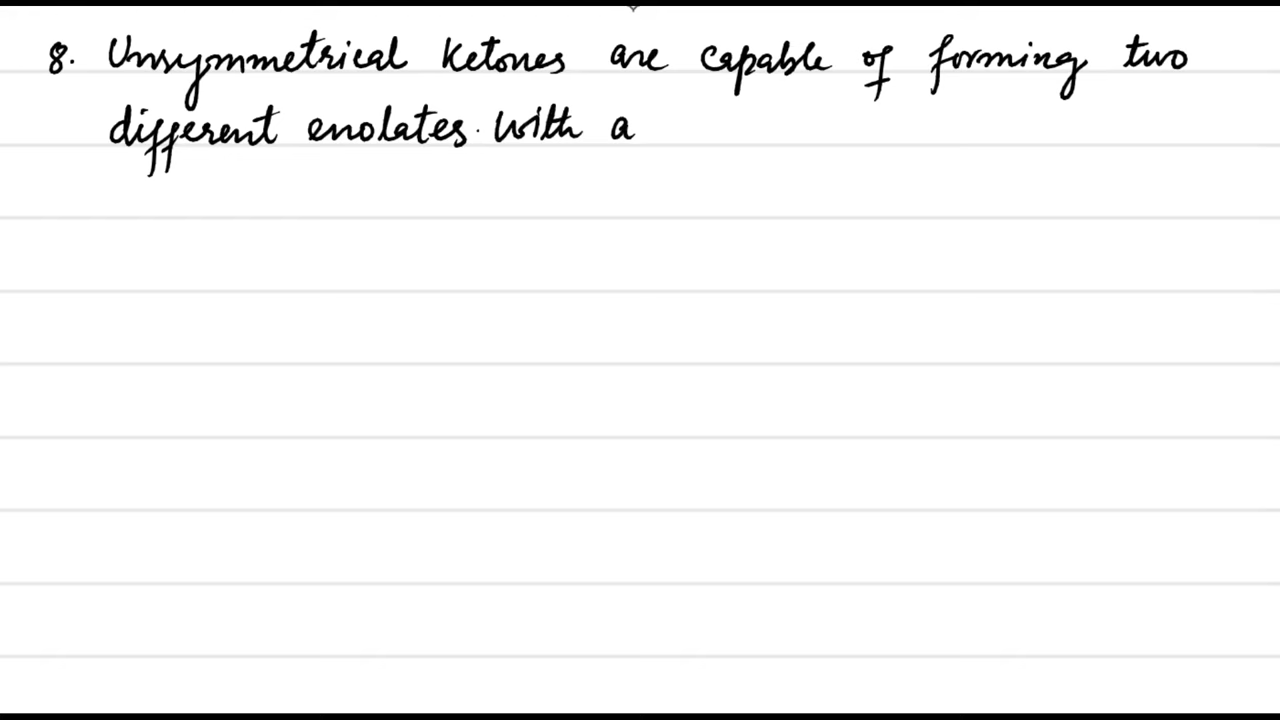 8. Unsymmetrical ketones are capable of forming two
different enolates. With a